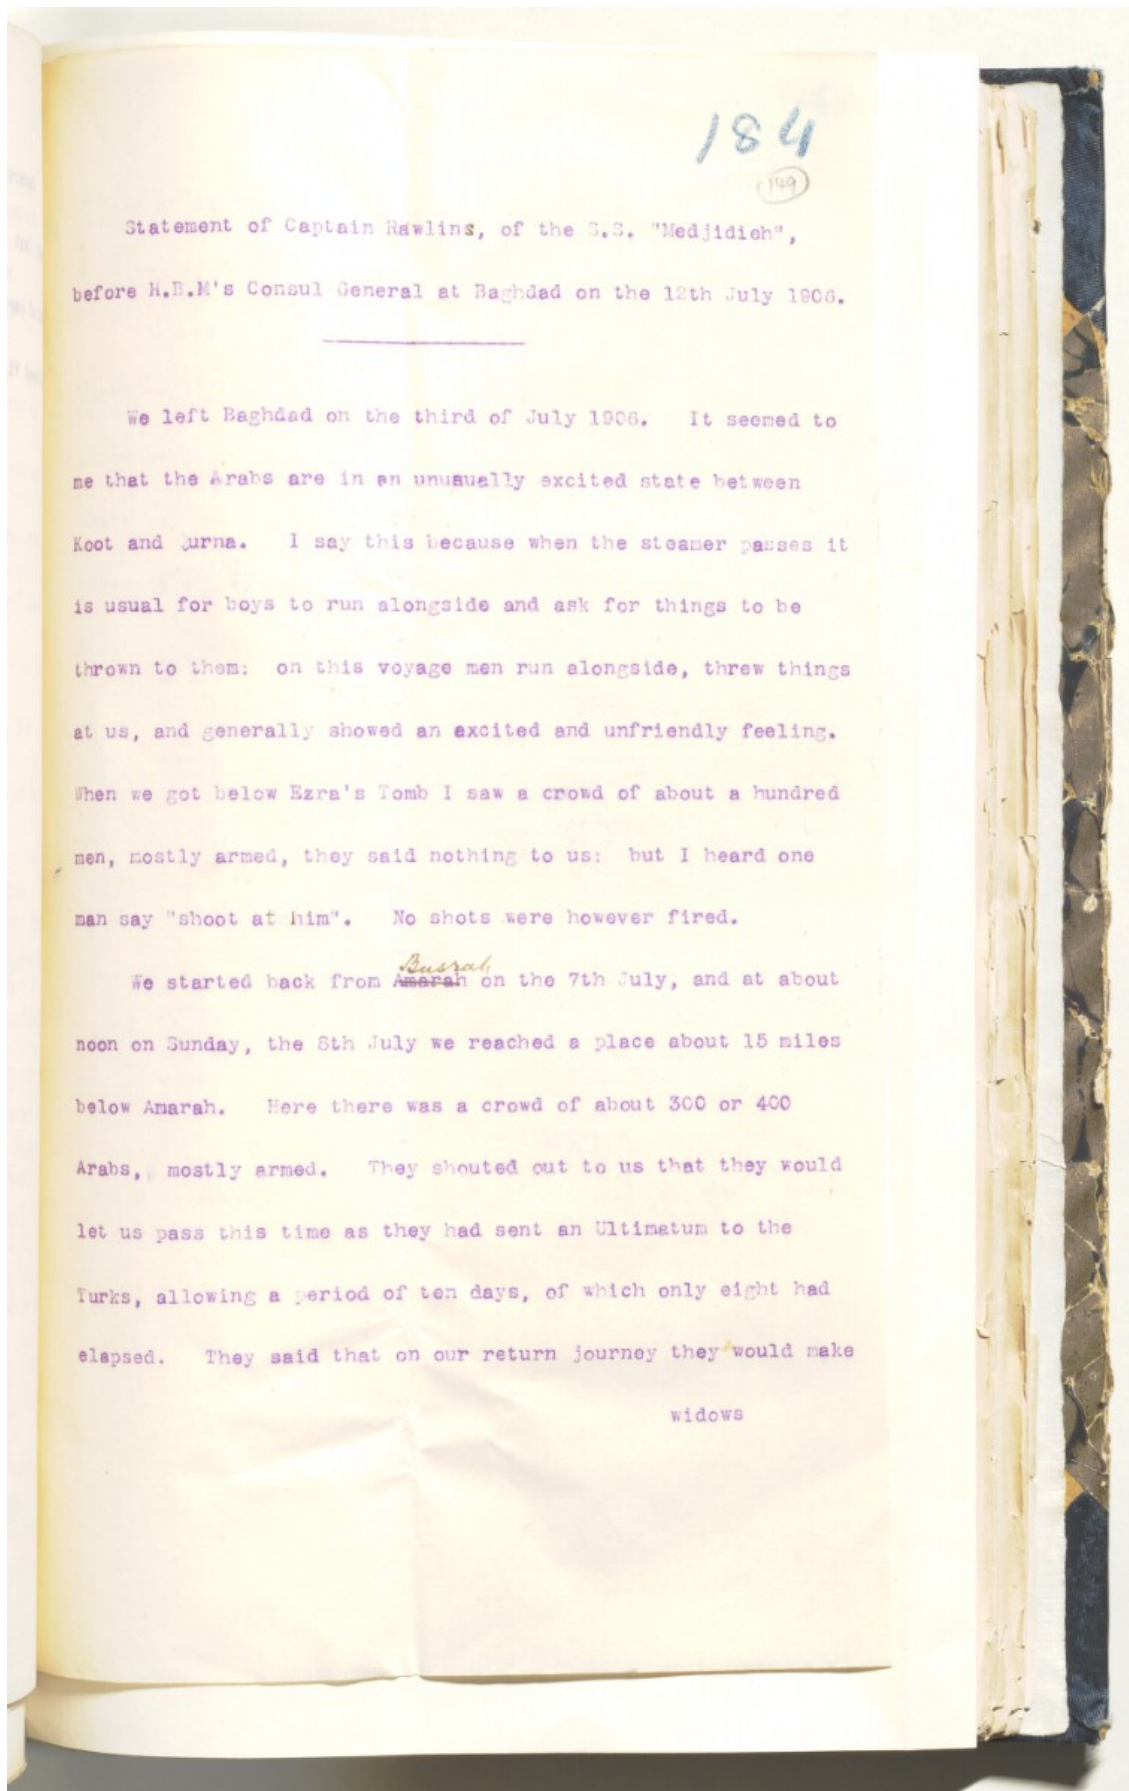 184
149
Statement of Captain Rawlins, of the S.S. "Medjidieh",
before H.B.M's Consul General at Baghdad on the 12th July 1906.
We left Baghdad on the third of July 1906. It seemed to
me that the Arabs are in an unusually excited state between
Koot and urna. I say this because when the steamer passes it
is usual for boys to run alongside and ask for things to be
thrown to them: on this voyage men run alongside, threw things
at us, and generally showed an excited and unfriendly feeling.
When we got below Ezra's Tomb I saw a crowd of about a hundred
men, mostly armed, they said nothing to us: but I heard one
man say "shoot at him". No shots were however fired.
Busrah
We started back from Amarah on the 7th July, and at about
noon on Sunday, the 8th July we reached a place about 15 miles
below Amarah. Here there was a crowd of about 300 or 400
Arabs, mostly armed. They shouted out to us that they would
let us pass this time as they had sent an Ultimatum to the
Turks, allowing a period of ten days, of which only eight had
elapsed. They said that on our return journey they would make
widows